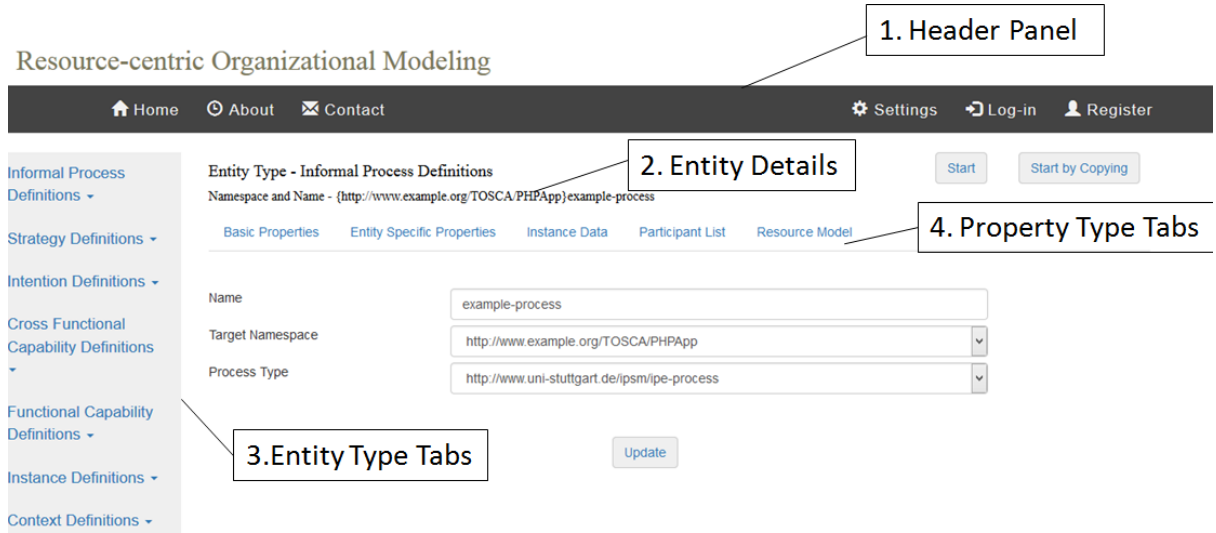 1. Header Panel
Resource-centric Organizational Modeling
Home About Contact Settings Log-in Register
Informal Process
Definitions
Strategy Definitions
Intention Definitions
Cross Functional
Capability Definitions
Functional Capability
Definitions
Instance Definitions
Context Definitions
3.Entity Type Tabs
Entity Type - Informal Process Definitions
Namespace and Name - {http://www.example.org/TOSCA/PHPApp}example-process
2. Entity Details
Start Start by Copying
Basic Properties Entity Specific Properties Instance Data Participant List Resource Model
4. Property Type Tabs
Name example-process
Target Namespace http://www.example.org/TOSCA/PHPApp
Process Type http://www.uni-stuttgart.de/ipsm/ipe-process
Update